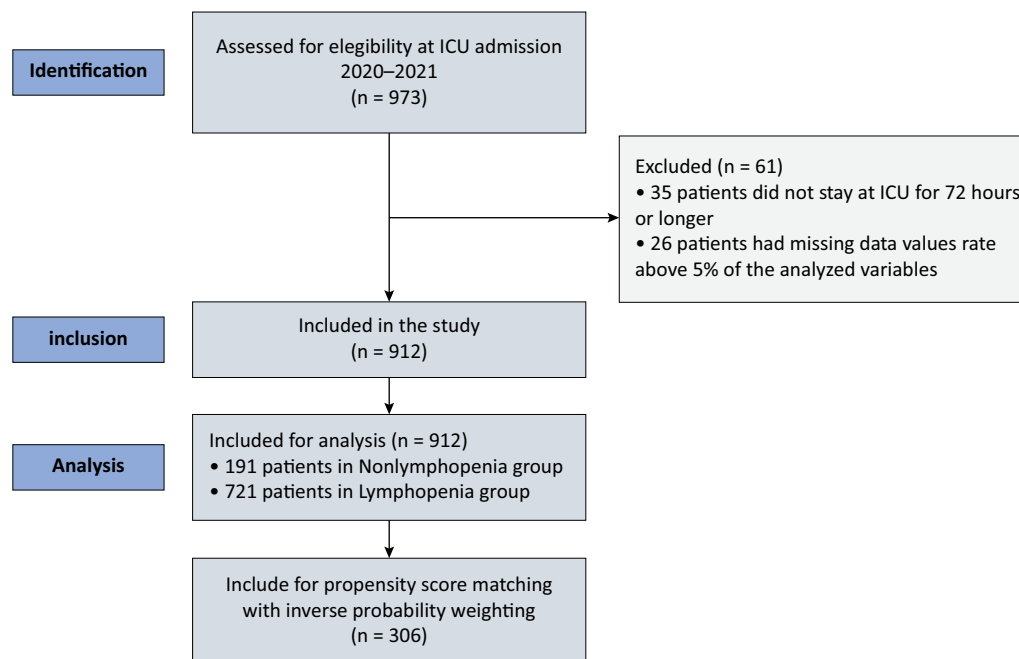 Identification
Assessed for elegibility at ICU admission
2020–2021
(n = 973)
Excluded (n = 61)
• 35 patients did not stay at ICU for 72 hours
or longer
• 26 patients had missing data values rate
above 5% of the analyzed variables
inclusion
Included in the study
(n = 912)
Analysis
Included for analysis (n = 912)
• 191 patients in Nonlymphopenia group
• 721 patients in Lymphopenia group
Include for propensity score matching
with inverse probability weighting
(n = 306)